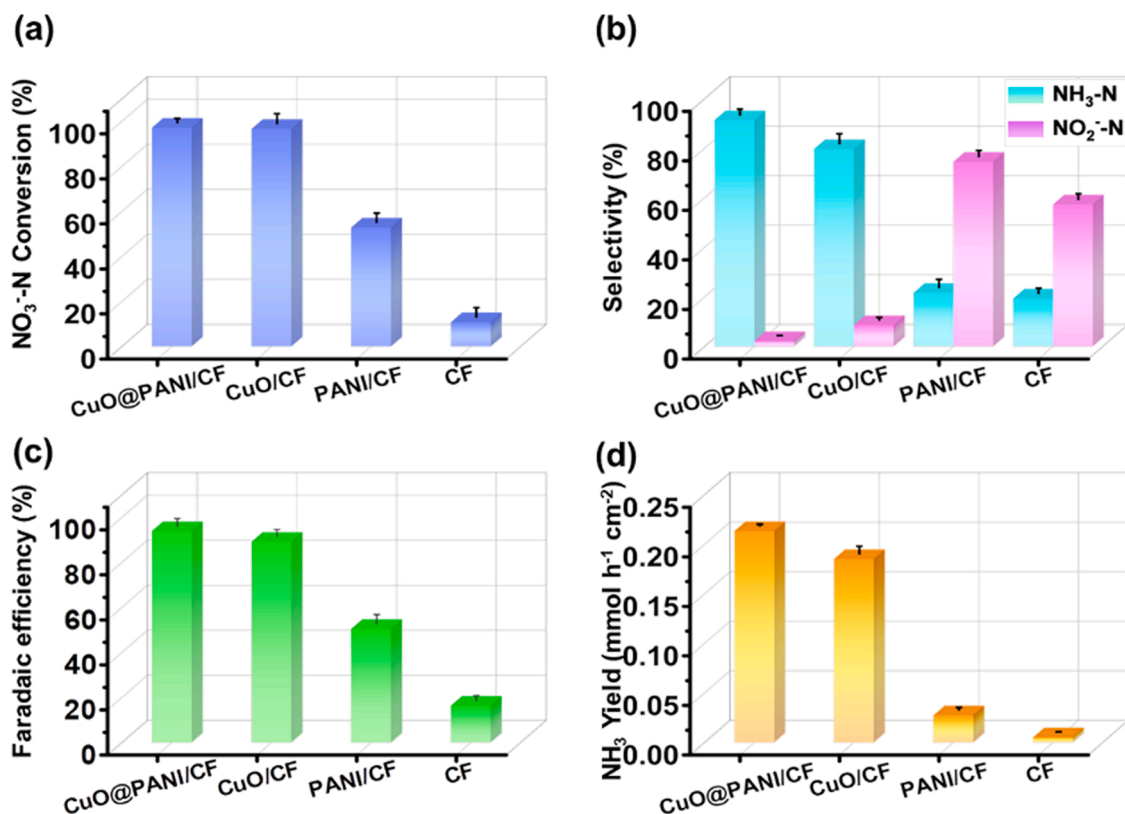 (a)
NO₃⁻-N Conversion (%)
100
80
60
40
20
0
CuO@PANI/CF
CuO/CF
PANI/CF
CF
(b)
Selectivity (%)
100
80
60
40
20
0
NH₃-N
NO₂⁻-N
CuO@PANI/CF
CuO/CF
PANI/CF
CF
(c)
Faradaic efficiency (%)
100
80
60
40
20
0
CuO@PANI/CF
CuO/CF
PANI/CF
CF
(d)
NH₃ Yield (mmol h⁻¹ cm⁻²)
0.25
0.20
0.15
0.10
0.05
0.00
CuO@PANI/CF
CuO/CF
PANI/CF
CF